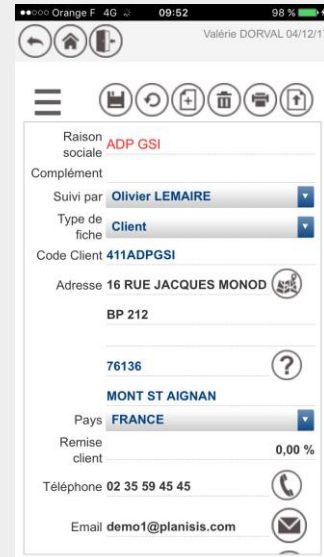 Orange F 4G 09:52 98 %
Valérie DORVAL 04/12/1
Raison sociale ADP GSI
Complément
Suivi par Olivier LEMAIRE
Type de fiche Client
Code Client 411ADPGSI
Adresse 16 RUE JACQUES MONOD
BP 212
76136
?
MONT ST AIGNAN
Pays FRANCE
Remise client 0,00 %
Téléphone 02 35 59 45 45
Email demo1@planisis.com